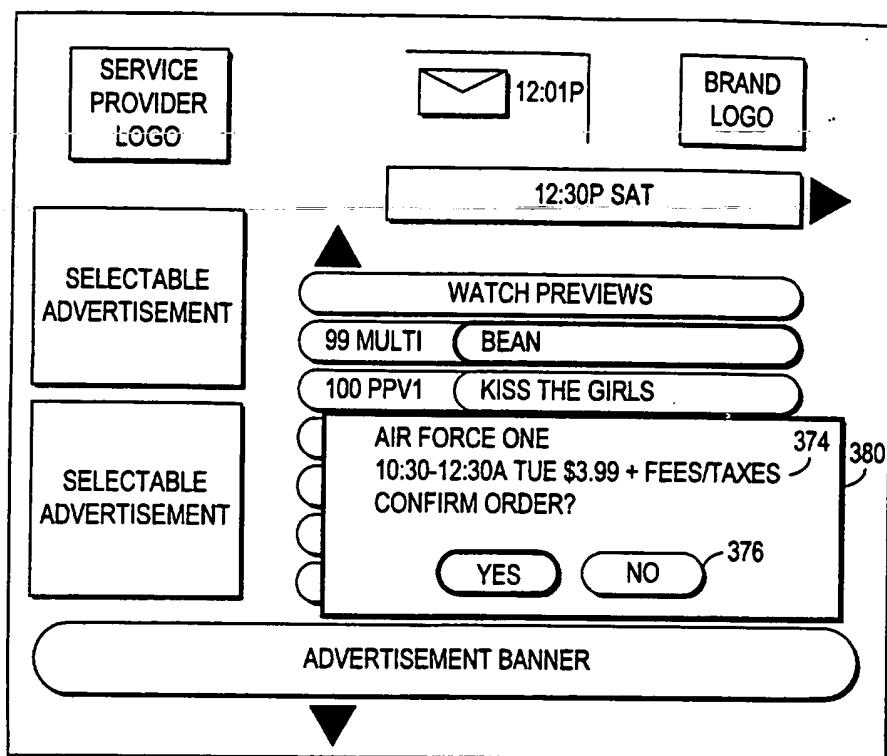 SERVICE
PROVIDER
LOGO
12:01P
BRAND
LOGO
12:30P SAT
SELECTABLE
ADVERTISEMENT
WATCH PREVIEWS
99 MULTI BEAN
100 PPV1 KISS THE GIRLS
SELECTABLE
ADVERTISEMENT
AIR FORCE ONE 374 380
10:30-12:30A TUE $3.99 + FEES/TAXES
CONFIRM ORDER?
YES NO 376
ADVERTISEMENT BANNER